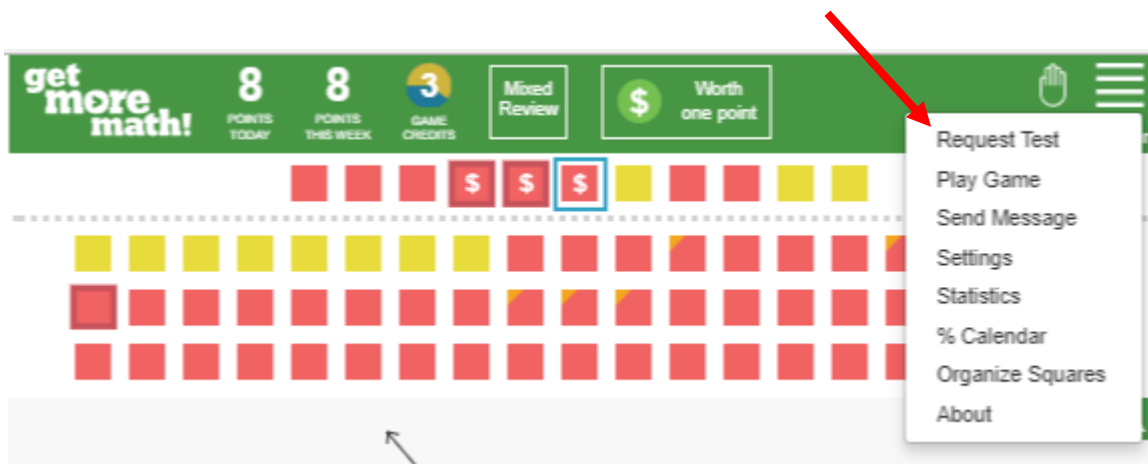 get
more
math!
8
POINTS
TODAY
8
POINTS
THIS WEEK
3
GAME
CREDITS
Mixed
Review
$
Worth
one point
$ $ $
Request Test
Play Game
Send Message
Settings
Statistics
% Calendar
Organize Squares
About